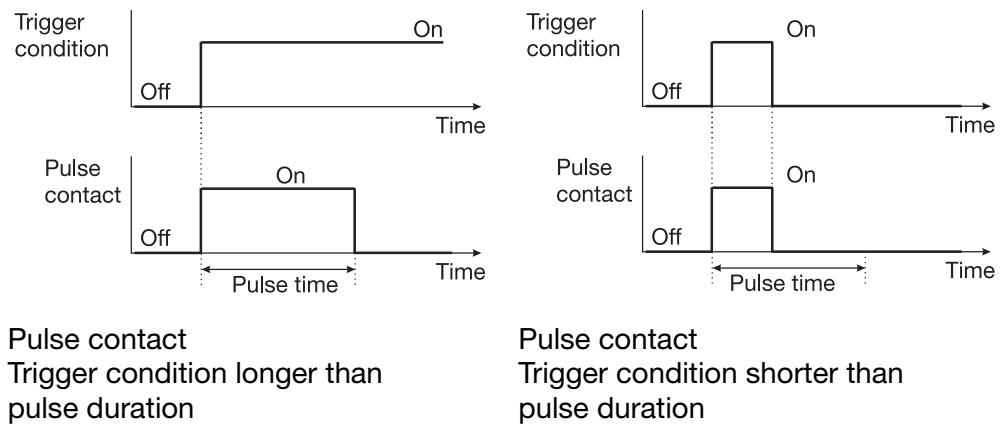 Trigger
condition
On
Off
Time
Pulse
contact
On
Off
Time
Pulse time
Pulse contact
Trigger condition longer than
pulse duration
Trigger
condition
On
Off
Time
Pulse
contact
On
Off
Time
Pulse time
Pulse contact
Trigger condition shorter than
pulse duration